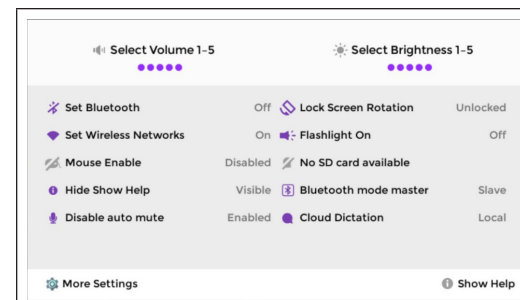 Select Volume 1-5
Select Brightness 1-5
Set Bluetooth Off
Lock Screen Rotation Unlocked
Set Wireless Networks On
Flashlight On Off
Mouse Enable Disabled
No SD card available
Hide Show Help Visible
Bluetooth mode master Slave
Disable auto mute Enabled
Cloud Dictation Local
More Settings
Show Help